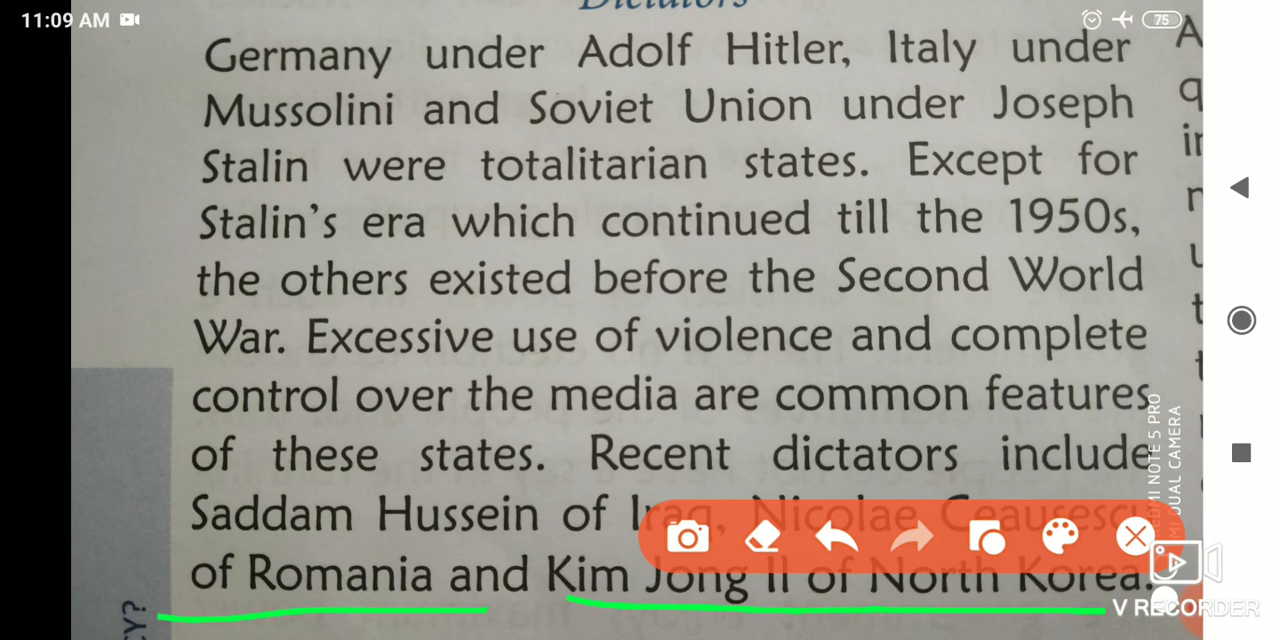 11:09 AM
75
Dictators
Germany under Adolf Hitler, Italy under
Mussolini and Soviet Union under Joseph
Stalin were totalitarian states. Except for
Stalin's era which continued till the 1950s,
the others existed before the Second World
War. Excessive use of violence and complete
control over the media are common features
of these states. Recent dictators include
Saddam Hussein of Iraq, Nicolae Ceausescu
of Romania and Kim Jong Il of North Korea.
REDMI NOTE 5 PRO
MI DUAL CAMERA
V RECORDER